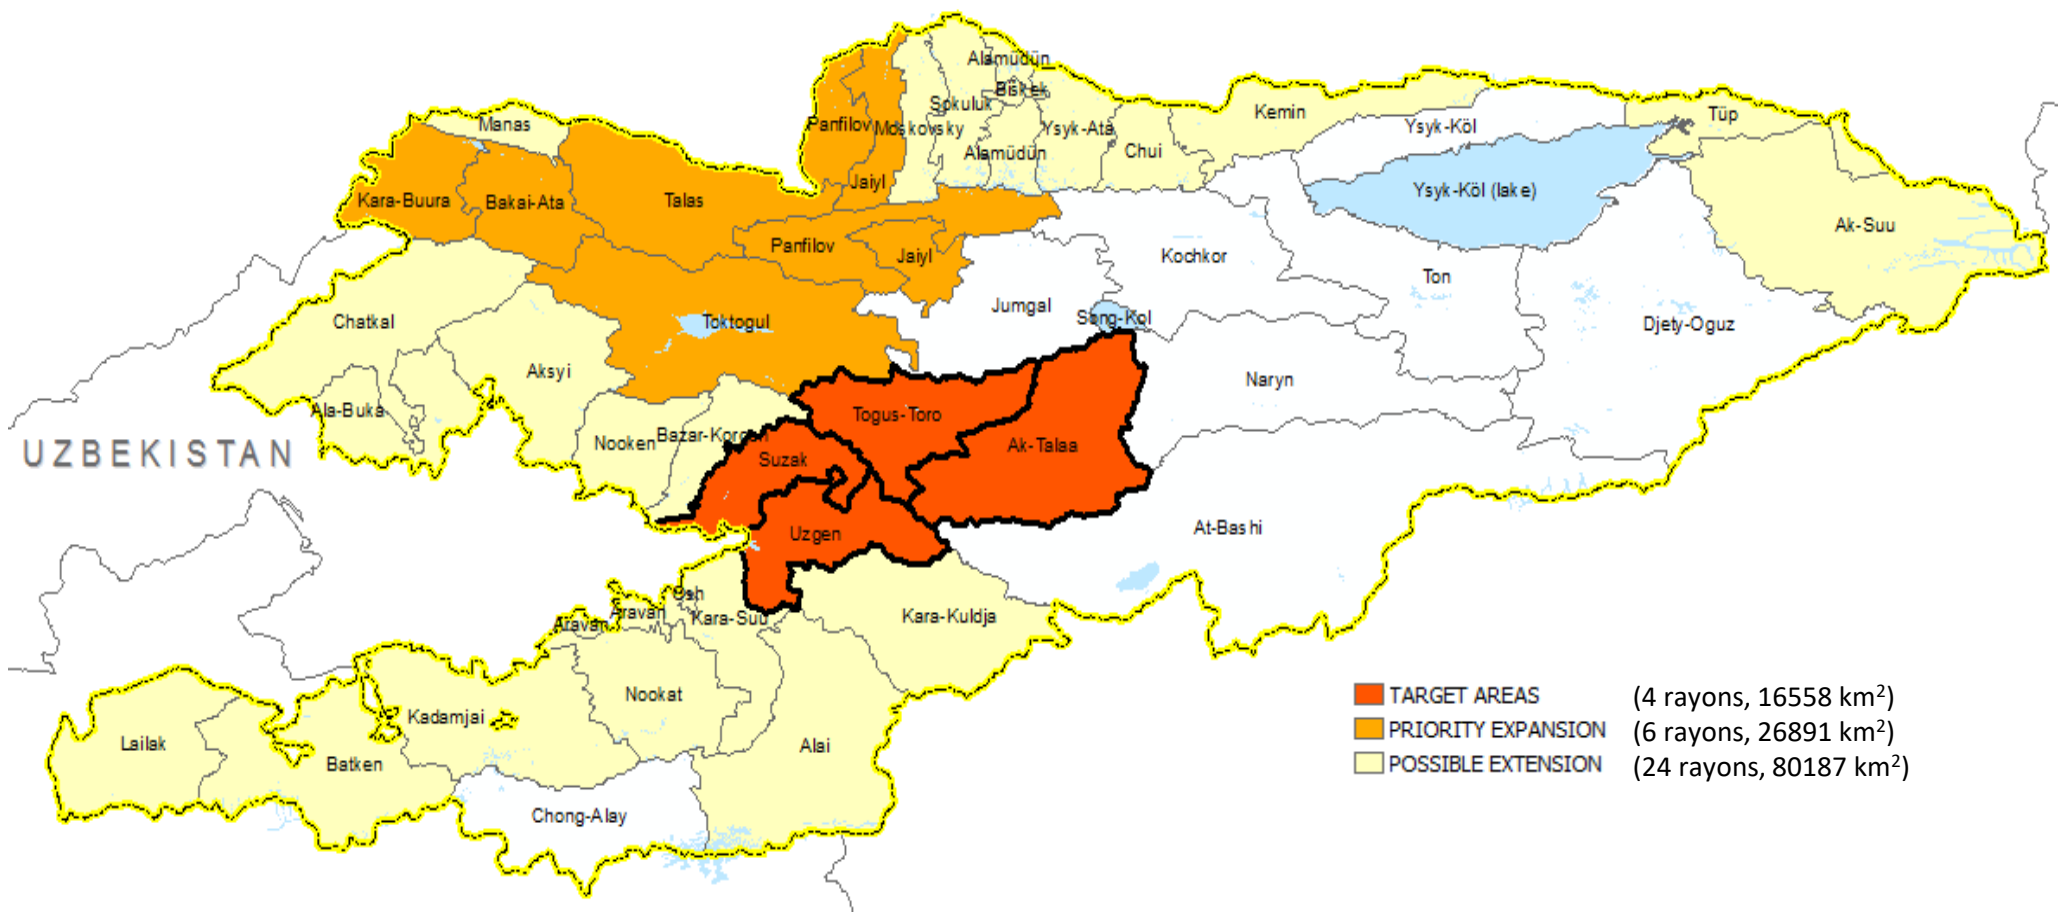 Alamüdün
Biskek
Sokuluk
Manas
Panfilov
Moskovsky
Ysyk-Ata
Kemin
Ysyk-Köl
Tüp
Alamüdün
Chui
Jaiyl
Kara-Buura
Bakai-Ata
Talas
Ysyk-Köl (lake)
Ak-Suu
Panfilov
Jaiyl
Kochkor
Ton
Jumgal
Song-Kol
Djety-Oguz
Chatkal
Toktogul
Aksyi
Naryn
Ala-Buka
Togus-Toro
Nooken
Bazar-Korgon
Ak-Talaa
UZBEKISTAN
Suzak
Uzgen
At-Bashi
Osh
Aravan
Aravan
Kara-Suu
Kara-Kuldja
Nookat
Kadamjai
Lailak
Batken
Alai
Chong-Alay
TARGET AREAS (4 rayons, 16558 km²)
PRIORITY EXPANSION (6 rayons, 26891 km²)
POSSIBLE EXTENSION (24 rayons, 80187 km²)